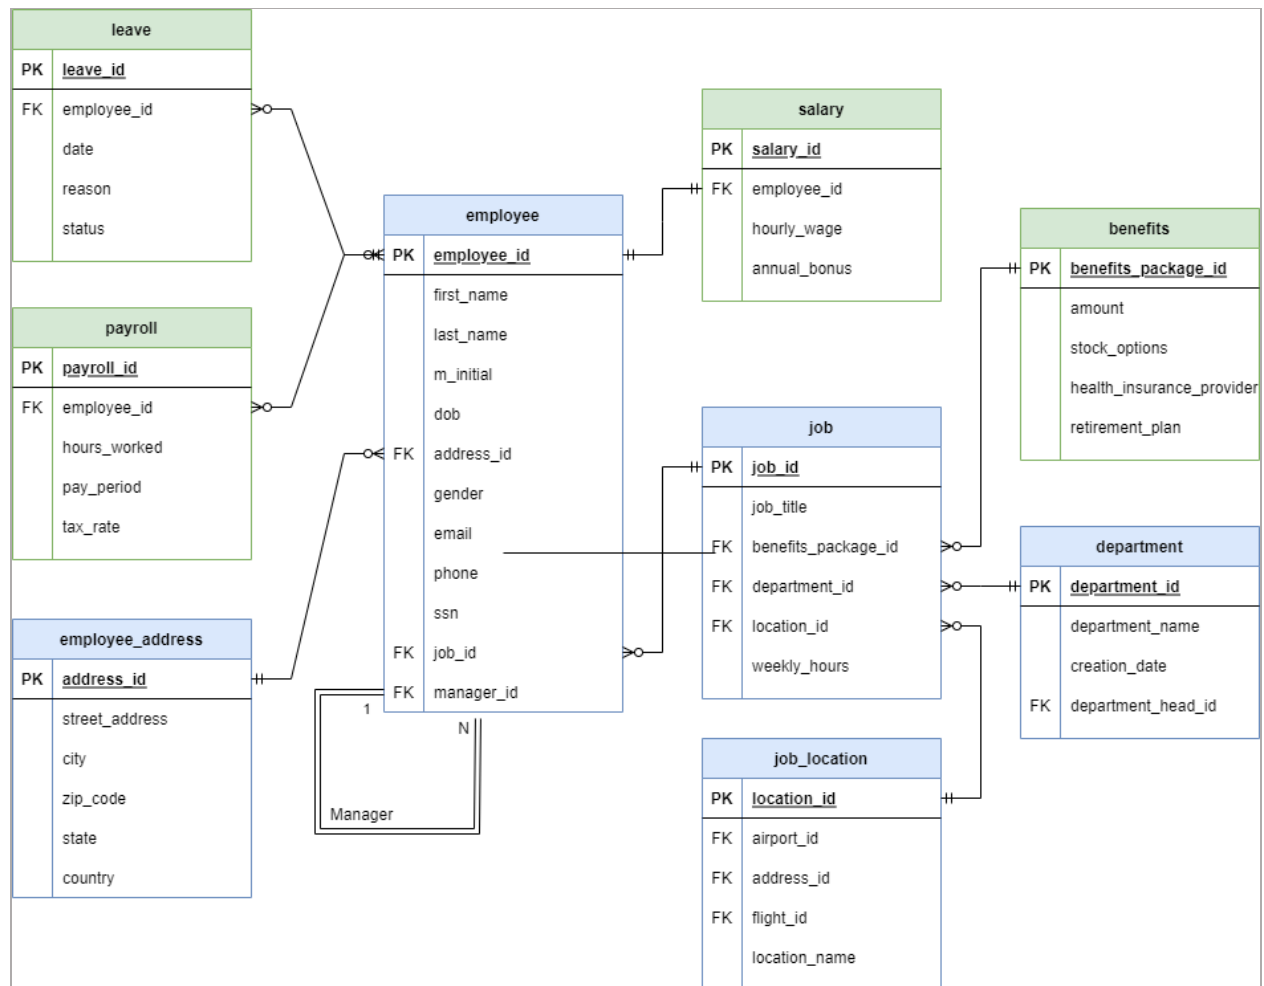 leave
PK leave_id
FK employee_id
date
reason
status
payroll
PK payroll_id
FK employee_id
hours_worked
pay_period
tax_rate
employee_address
PK address_id
street_address
city
zip_code
state
country
employee
PK employee_id
first_name
last_name
m_initial
dob
FK address_id
gender
email
phone
ssn
FK job_id
FK manager_id
1
N
Manager
salary
PK salary_id
FK employee_id
hourly_wage
annual_bonus
job
PK job_id
job_title
FK benefits_package_id
FK department_id
FK location_id
weekly_hours
job_location
PK location_id
FK airport_id
FK address_id
FK flight_id
location_name
benefits
PK benefits_package_id
amount
stock_options
health_insurance_provider
retirement_plan
department
PK department_id
department_name
creation_date
FK department_head_id